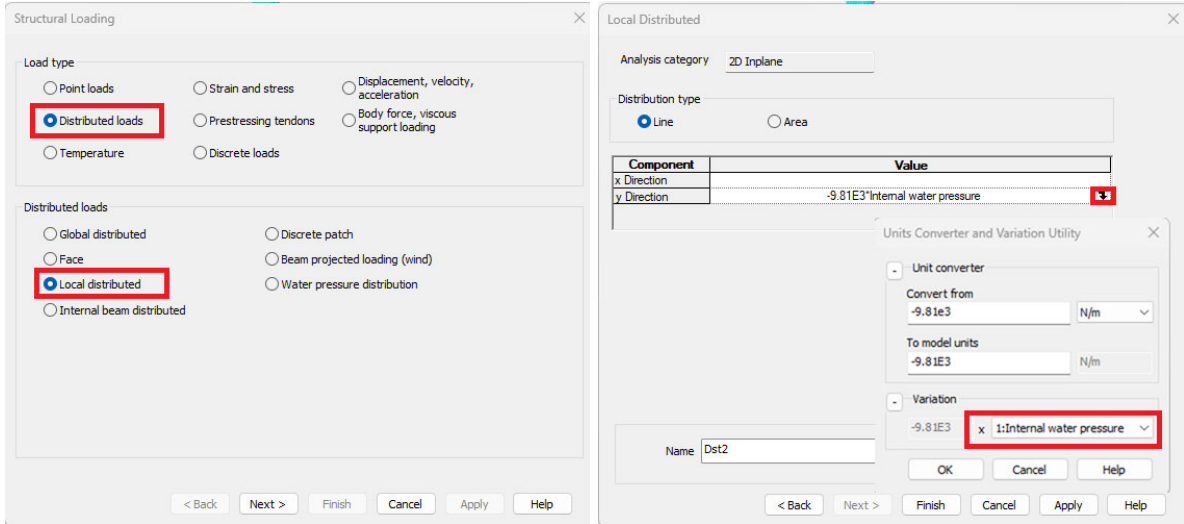 Structural Loading
Load type
Point loads
Strain and stress
Displacement, velocity,
acceleration
Distributed loads
Prestressing tendons
Body force, viscous
support loading
Temperature
Discrete loads
Distributed loads
Global distributed
Discrete patch
Face
Beam projected loading (wind)
Local distributed
Water pressure distribution
Internal beam distributed
< Back
Next >
Finish
Cancel
Apply
Help
Local Distributed
Analysis category
2D Inplane
Distribution type
Line
Area
Component
Value
x Direction
y Direction
-9.81E3*Internal water pressure
Units Converter and Variation Utility
- Unit converter
Convert from
-9.81e3
N/m
To model units
-9.81E3
N/m
- Variation
-9.81E3
x
1:Internal water pressure
OK
Cancel
Help
Name
Dst2
< Back
Next >
Finish
Cancel
Apply
Help